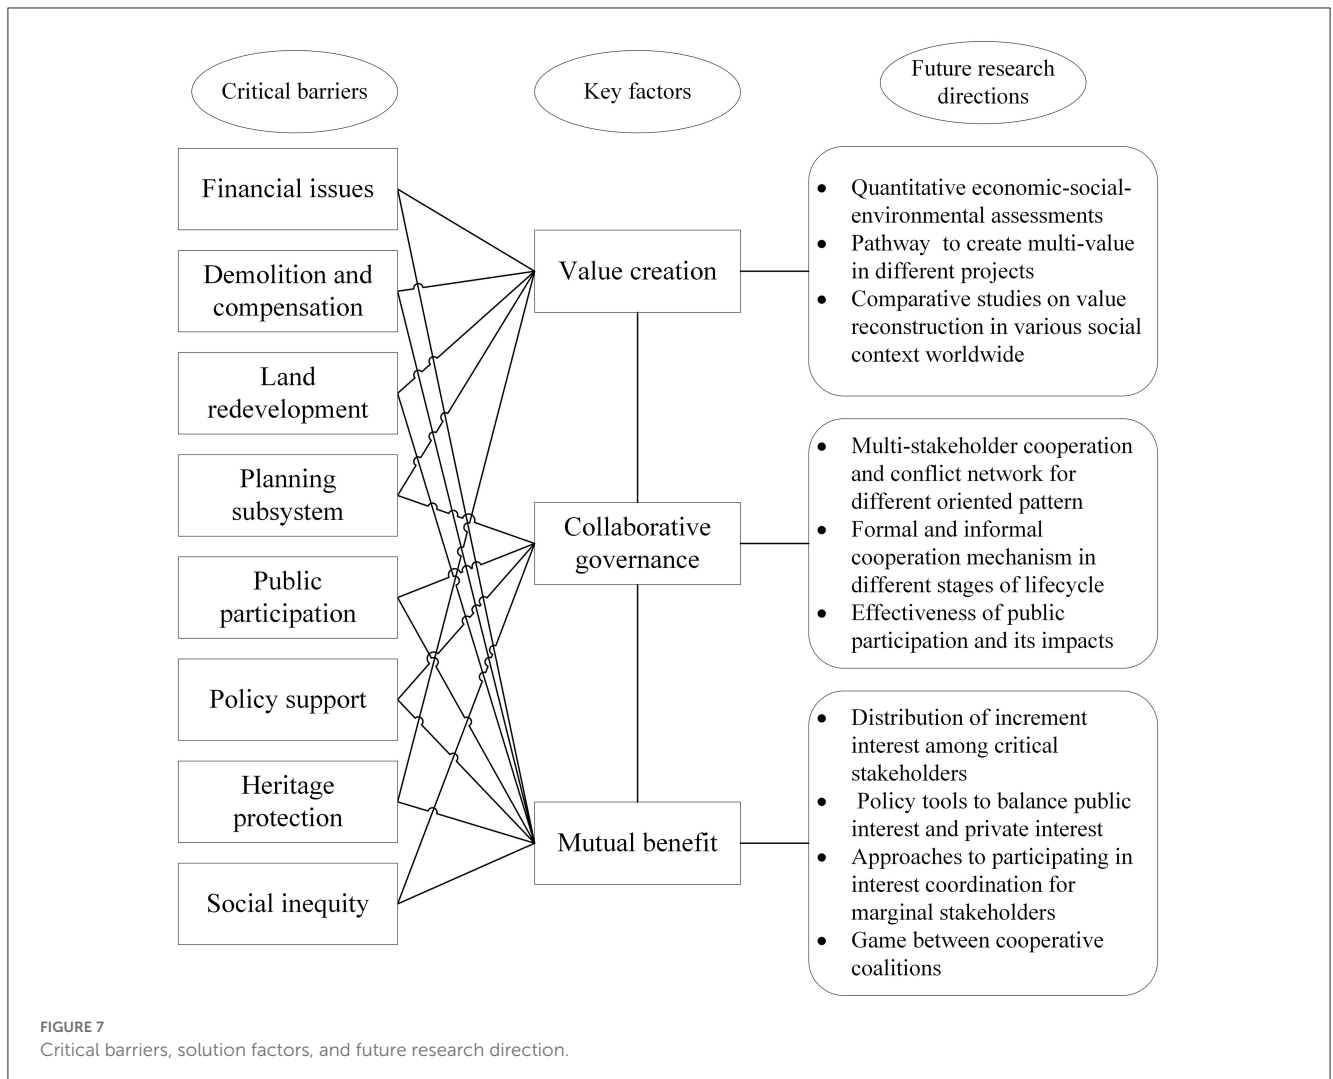 Critical barriers
Key factors
Future research
directions
Financial issues
Demolition and
compensation
Land
redevelopment
Planning
subsystem
Public
participation
Policy support
Heritage
protection
Social inequity
Value creation
Collaborative
governance
Mutual benefit
• Quantitative economic-social-
environmental assessments
• Pathway to create multi-value
in different projects
• Comparative studies on value
reconstruction in various social
context worldwide
• Multi-stakeholder cooperation
and conflict network for
different oriented pattern
• Formal and informal
cooperation mechanism in
different stages of lifecycle
• Effectiveness of public
participation and its impacts
• Distribution of increment
interest among critical
stakeholders
• Policy tools to balance public
interest and private interest
• Approaches to participating in
interest coordination for
marginal stakeholders
• Game between cooperative
coalitions
FIGURE 7
Critical barriers, solution factors, and future research direction.